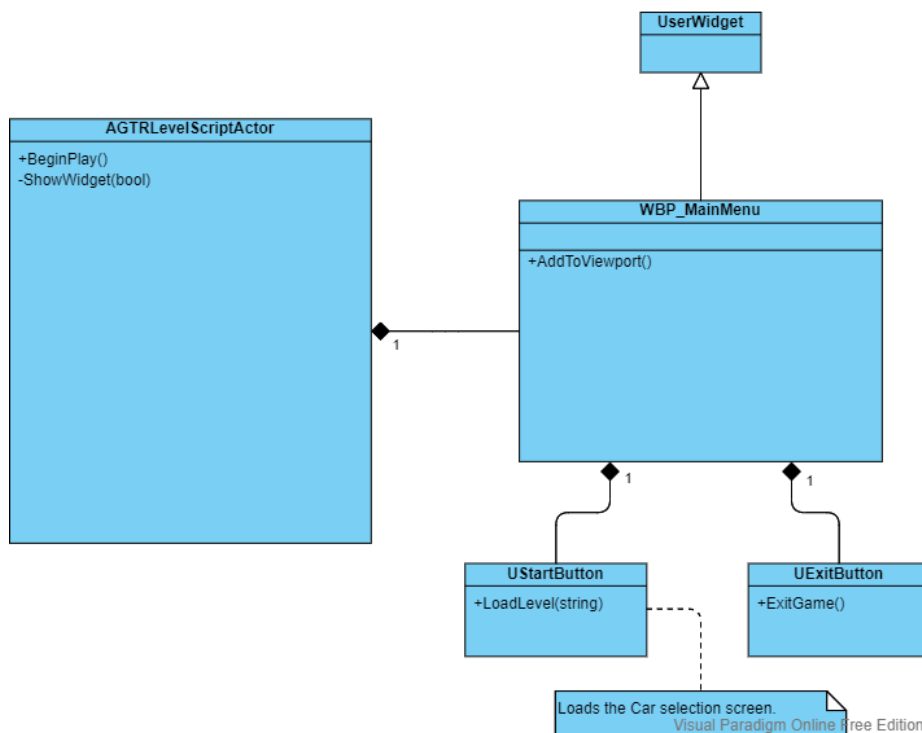 UserWidget
AGTRLevelScriptActor
+BeginPlay()
-ShowWidget(bool)
WBP_MainMenu
+AddToViewport()
1
1
1
UStartButton
+LoadLevel(string)
UExitButton
+ExitGame()
Loads the Car selection screen.
Visual Paradigm Online Free Edition